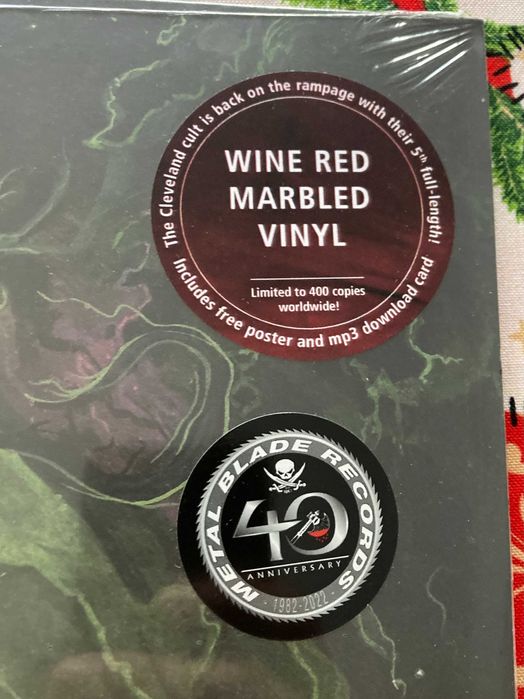 The Cleveland cult is back on the rampage with their 5th full-length!
WINE RED
MARBLED
VINYL
Limited to 400 copies
worldwide!
Includes free poster and mp3 download card
METAL BLADE RECORDS
40
ANNIVERSARY
- 1982-2022 -